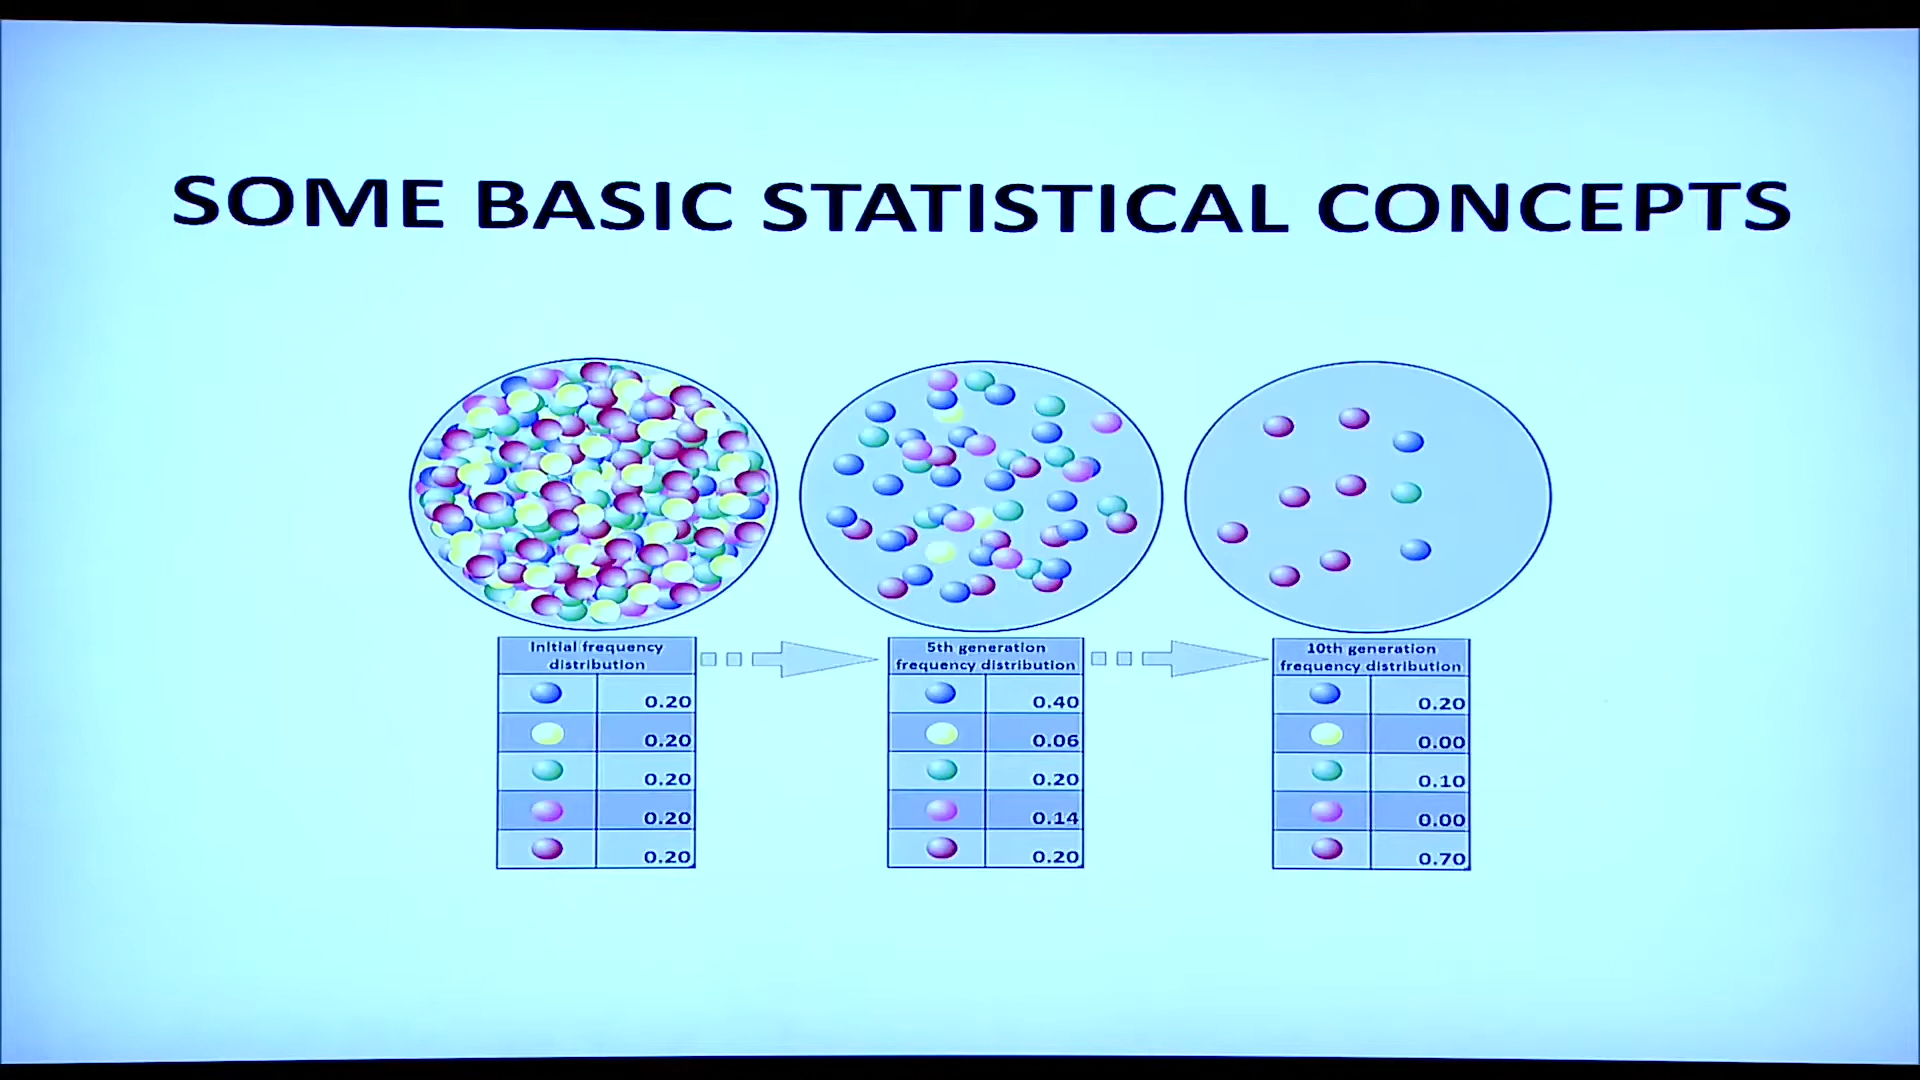 SOME BASIC STATISTICAL CONCEPTS
Initial frequency
distribution
0.20
0.20
0.20
0.20
0.20
5th generation
frequency distribution
0.40
0.06
0.20
0.14
0.20
10th generation
frequency distribution
0.20
0.00
0.10
0.00
0.70